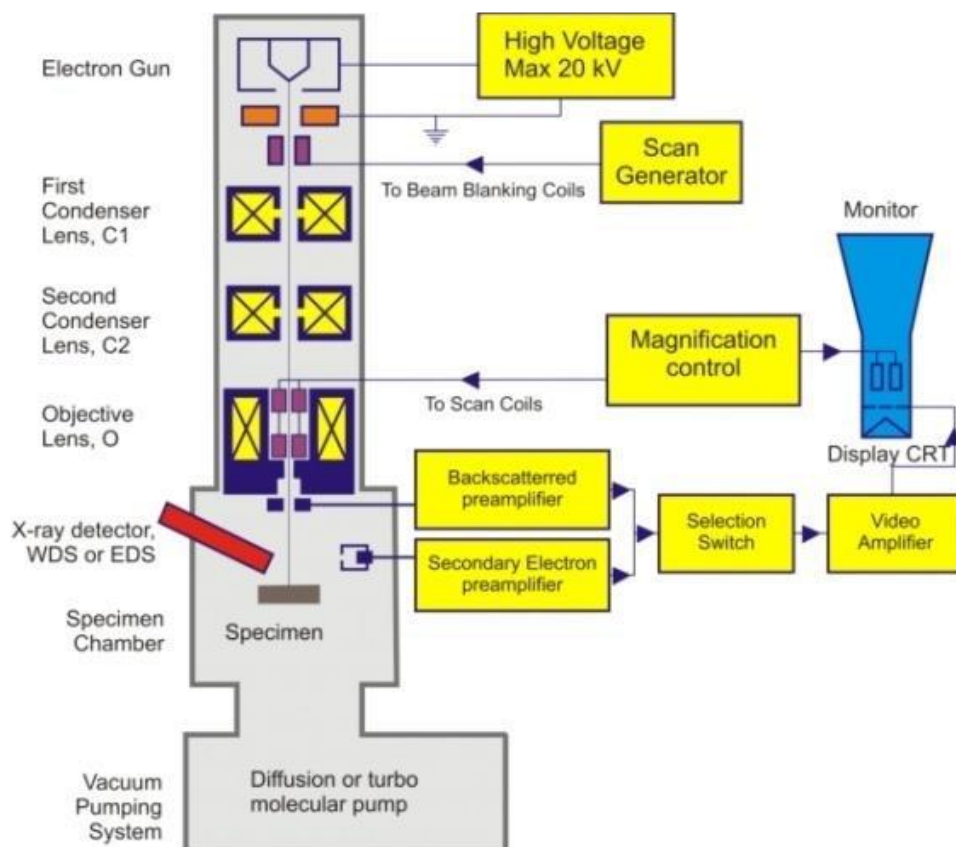 Electron Gun
High Voltage
Max 20 kV
Scan
Generator
To Beam Blanking Coils
First
Condenser
Lens, C1
Monitor
Second
Condenser
Lens, C2
Magnification
control
To Scan Coils
Objective
Lens, O
Display CRT
Backscatterred
preamplifier
X-ray detector,
WDS or EDS
Selection
Switch
Video
Amplifier
Secondary Electron
preamplifier
Specimen
Chamber
Specimen
Vacuum
Pumping
System
Diffusion or turbo
molecular pump